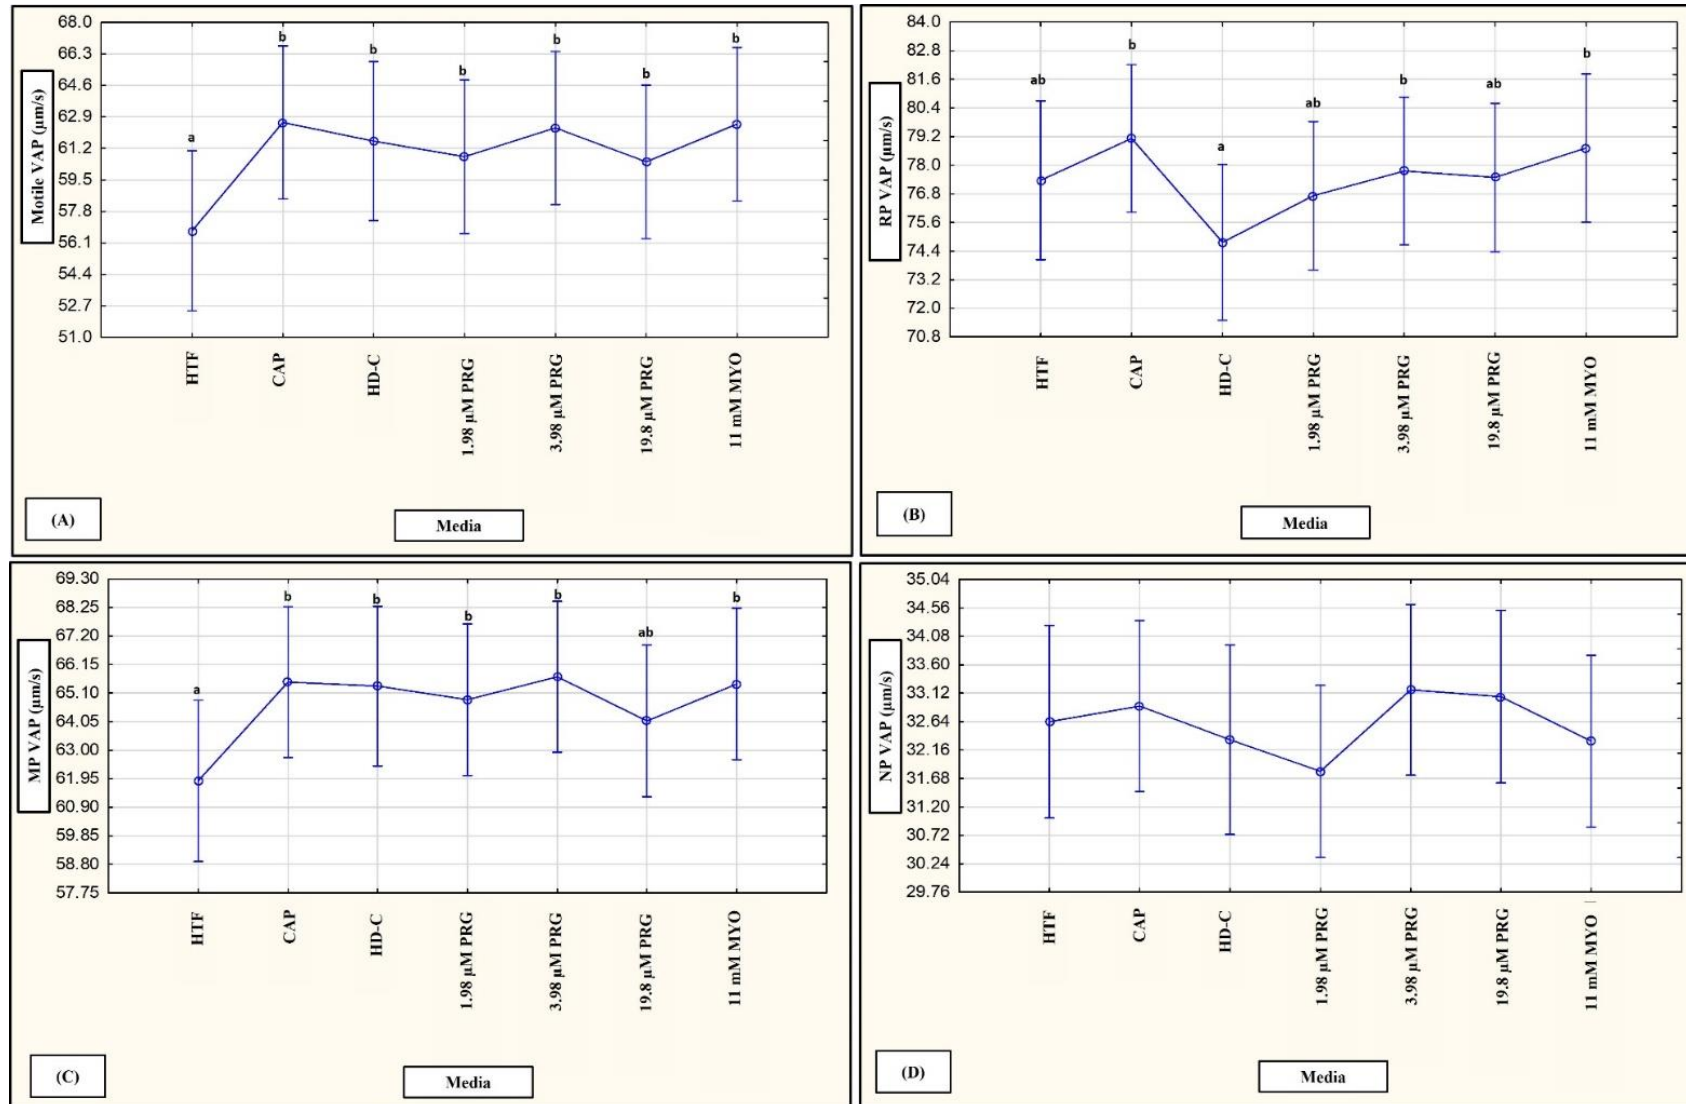 68.0
66.3
64.6
62.9
61.2
59.5
57.8
56.1
54.4
52.7
51.0
Motile VAP (µm/s)
a
b
b
b
b
b
b
HTF
CAP
HD-C
1.98 µM PRG
3.98 µM PRG
19.8 µM PRG
11 mM MYO
(A)
Media
84.0
82.8
81.6
80.4
79.2
78.0
76.8
75.6
74.4
73.2
72.0
70.8
RP VAP (µm/s)
ab
b
a
ab
b
ab
b
HTF
CAP
HD-C
1.98 µM PRG
3.98 µM PRG
19.8 µM PRG
11 mM MYO
(B)
Media
69.30
68.25
67.20
66.15
65.10
64.05
63.00
61.95
60.90
59.85
58.80
57.75
MP VAP (µm/s)
a
b
b
b
b
ab
b
HTF
CAP
HD-C
1.98 µM PRG
3.98 µM PRG
19.8 µM PRG
11 mM MYO
(C)
Media
35.04
34.56
34.08
33.60
33.12
32.64
32.16
31.68
31.20
30.72
30.24
29.76
NP VAP (µm/s)
HTF
CAP
HD-C
1.98 µM PRG
3.98 µM PRG
19.8 µM PRG
11 mM MYO
(D)
Media